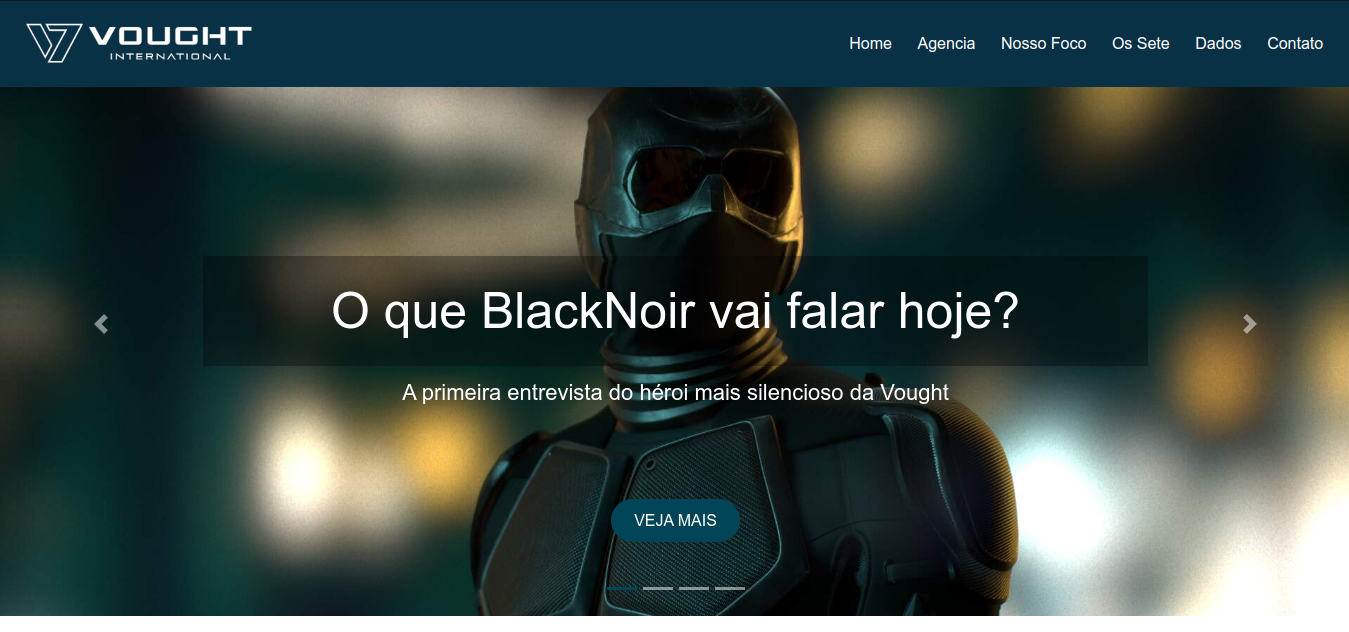 VOUGHT
INTERNATIONAL
Home Agencia Nosso Foco Os Sete Dados Contato
O que BlackNoir vai falar hoje?
A primeira entrevista do héroi mais silencioso da Vought
VEJA MAIS